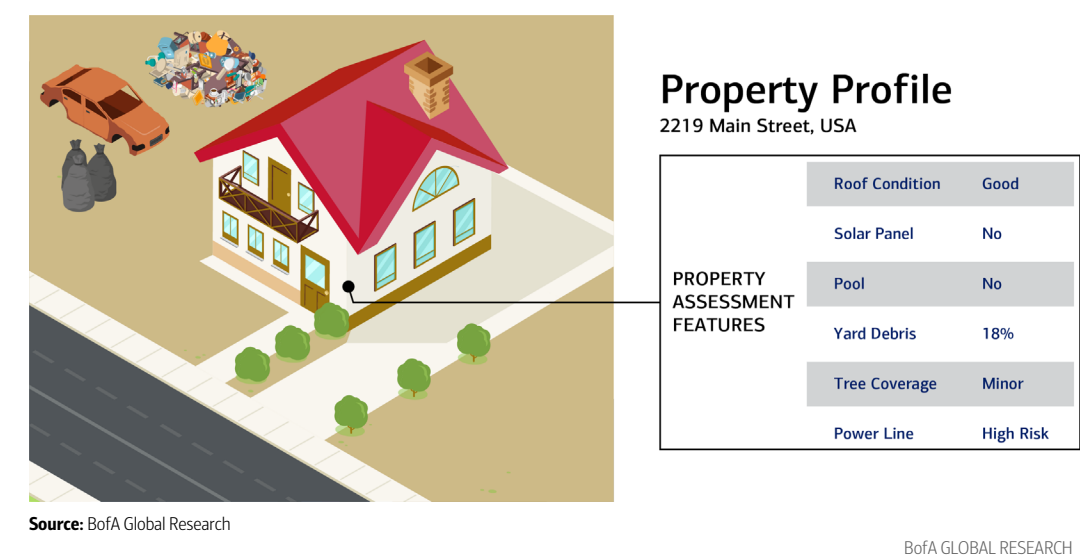 Property Profile
2219 Main Street, USA
PROPERTY
ASSESSMENT
FEATURES
Roof Condition Good
Solar Panel No
Pool No
Yard Debris 18%
Tree Coverage Minor
Power Line High Risk
Source: BofA Global Research
BofA GLOBAL RESEARCH